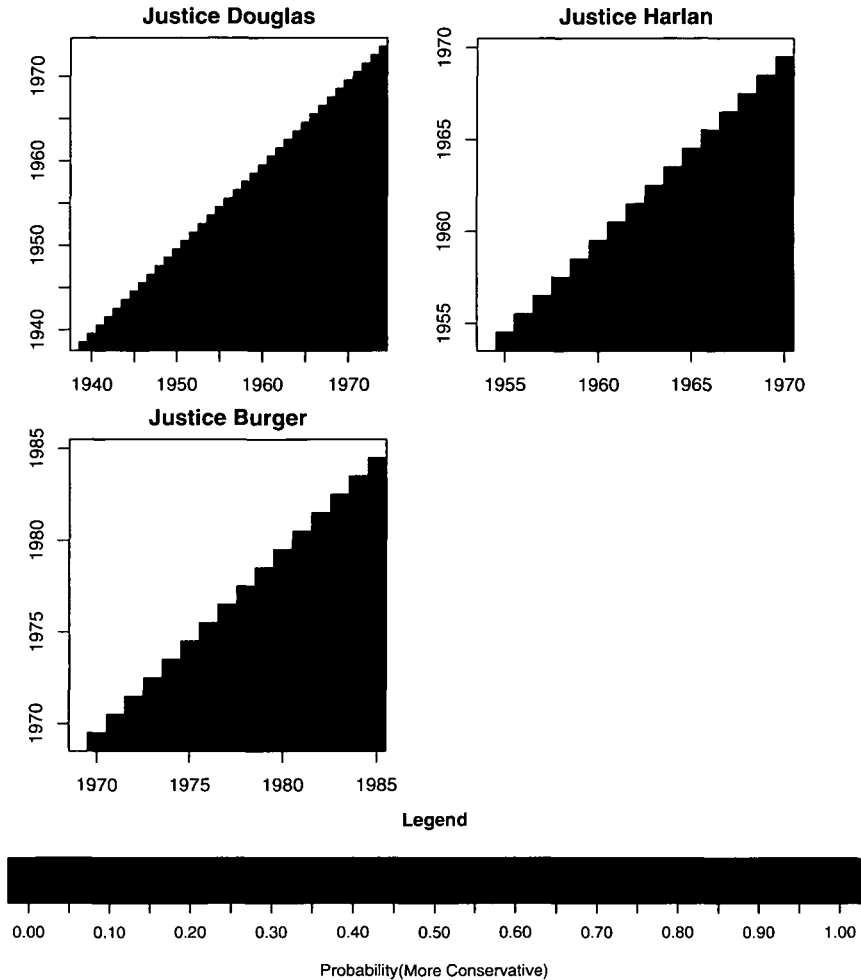 Justice Douglas
Justice Harlan
1970
1960
1950
1940
1940 1950 1960 1970
1970
1965
1960
1955
1955 1960 1965 1970
Justice Burger
1985
1980
1975
1970
1970 1975 1980 1985
Legend
0.00 0.10 0.20 0.30 0.40 0.50 0.60 0.70 0.80 0.90 1.00
Probability(More Conservative)